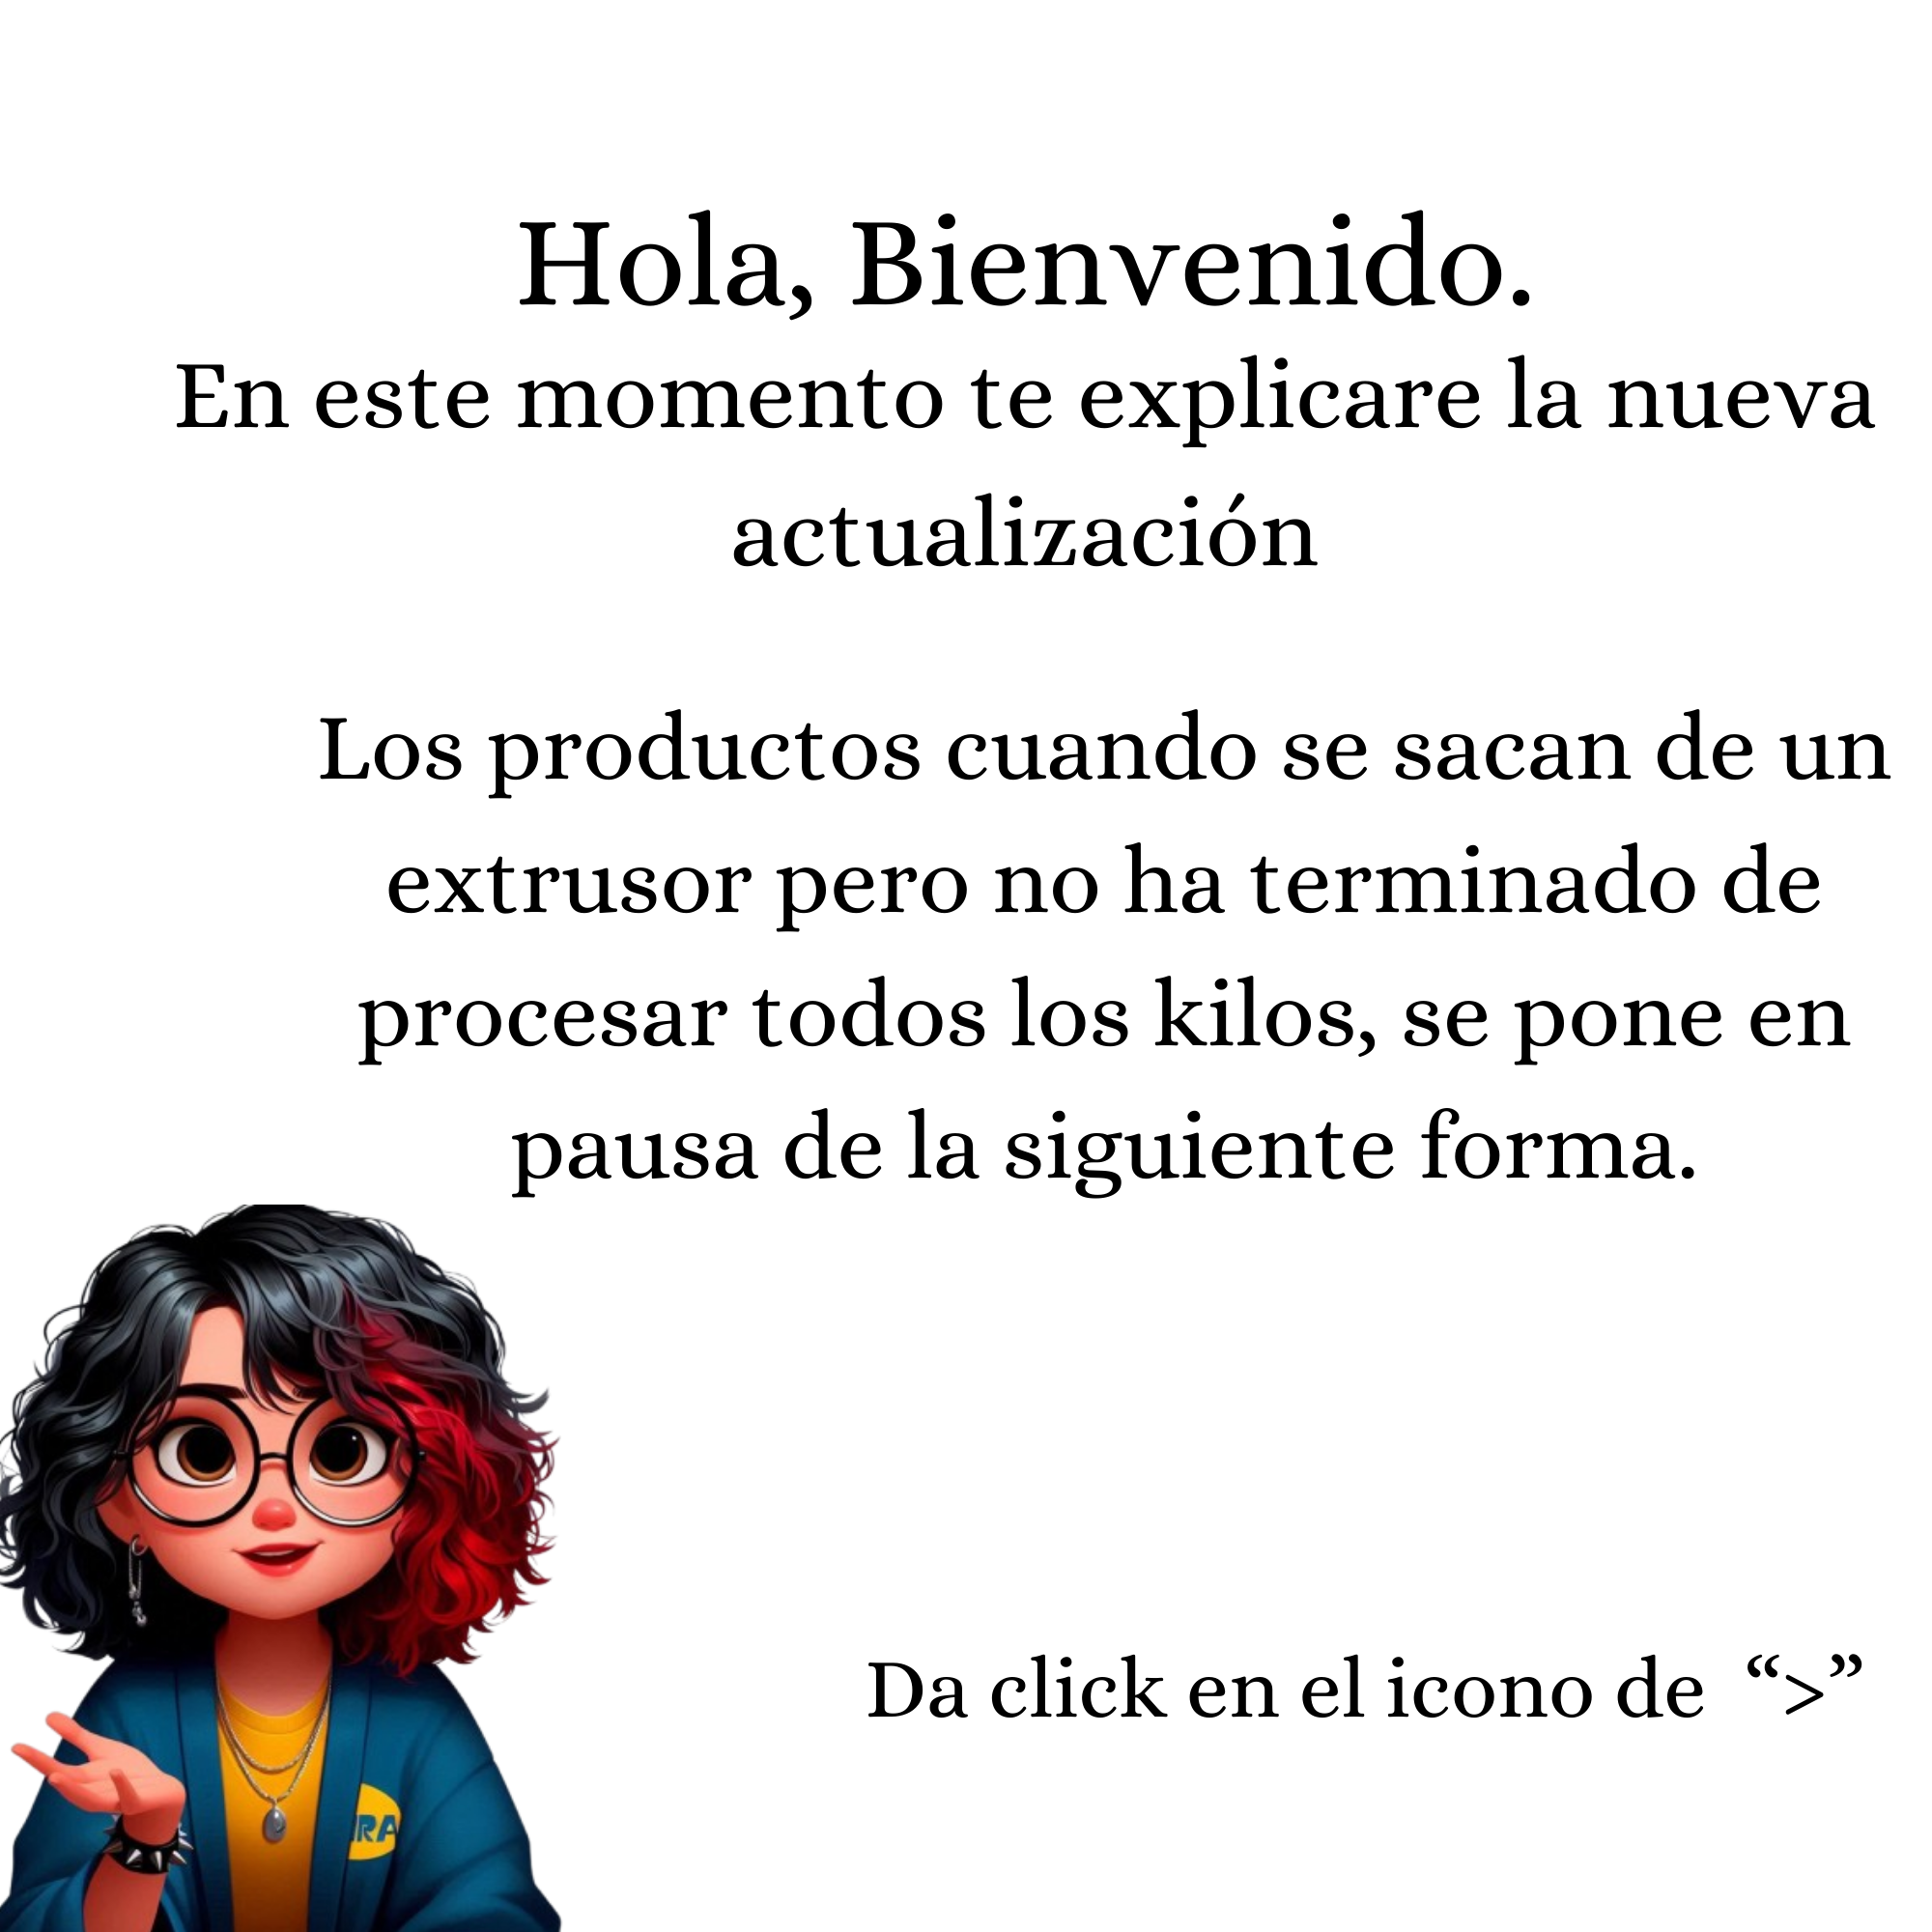 Hola, Bienvenido.
En este momento te explicare la nueva
actualización
Los productos cuando se sacan de un
extrusor pero no ha terminado de
procesar todos los kilos, se pone en
pausa de la siguiente forma.
Da click en el icono de “>”